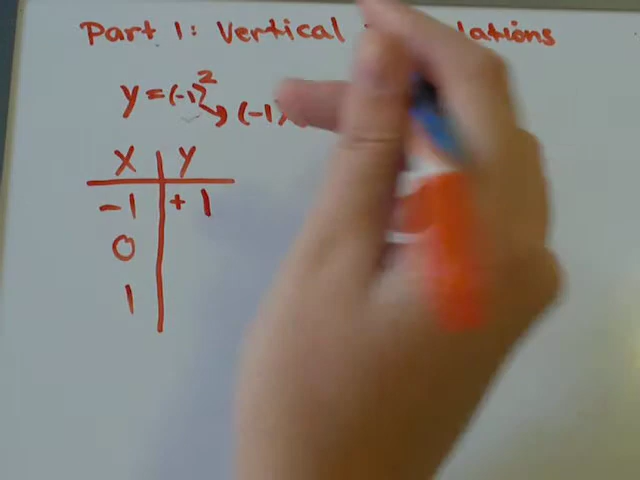 Part 1: Vertical
y = (-1)² → (-1)
X Y
-1 +1
0
1